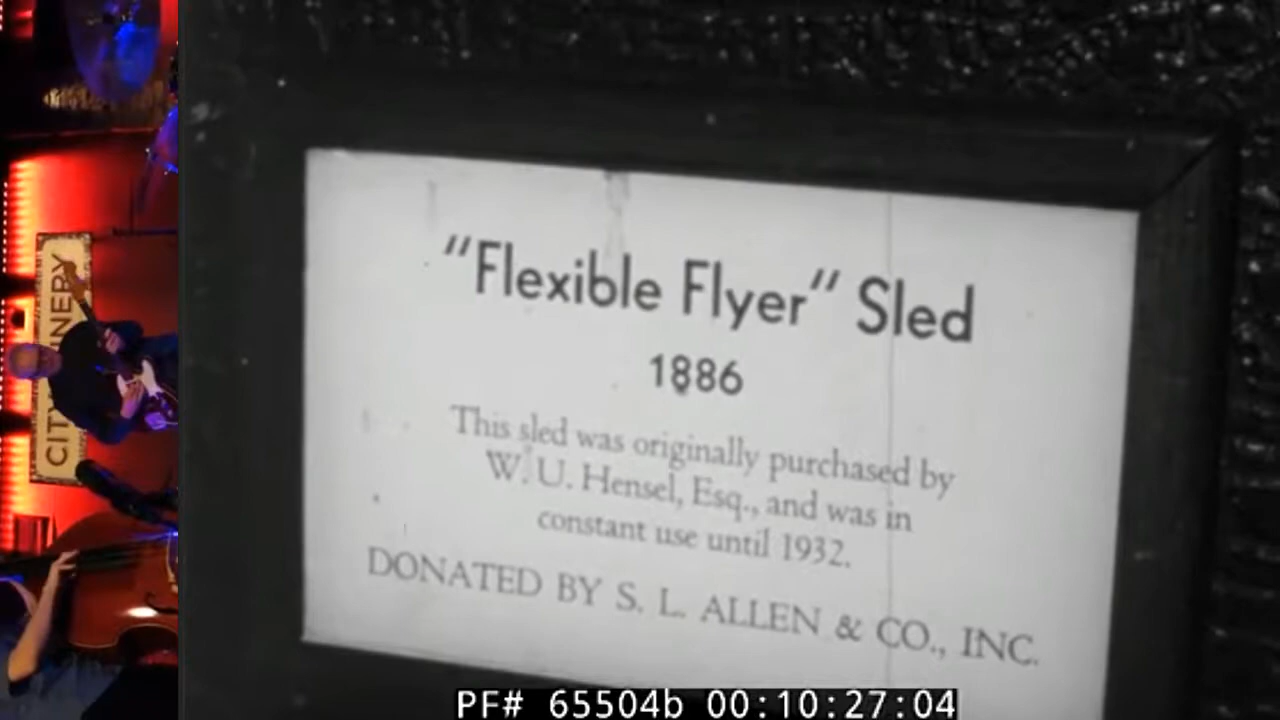 CITY WINERY
“Flexible Flyer” Sled
1886
This sled was originally purchased by
W. U. Hensel, Esq., and was in
constant use until 1932.
DONATED BY S. L. ALLEN & CO., INC.
PF# 65504b 00:10:27:04